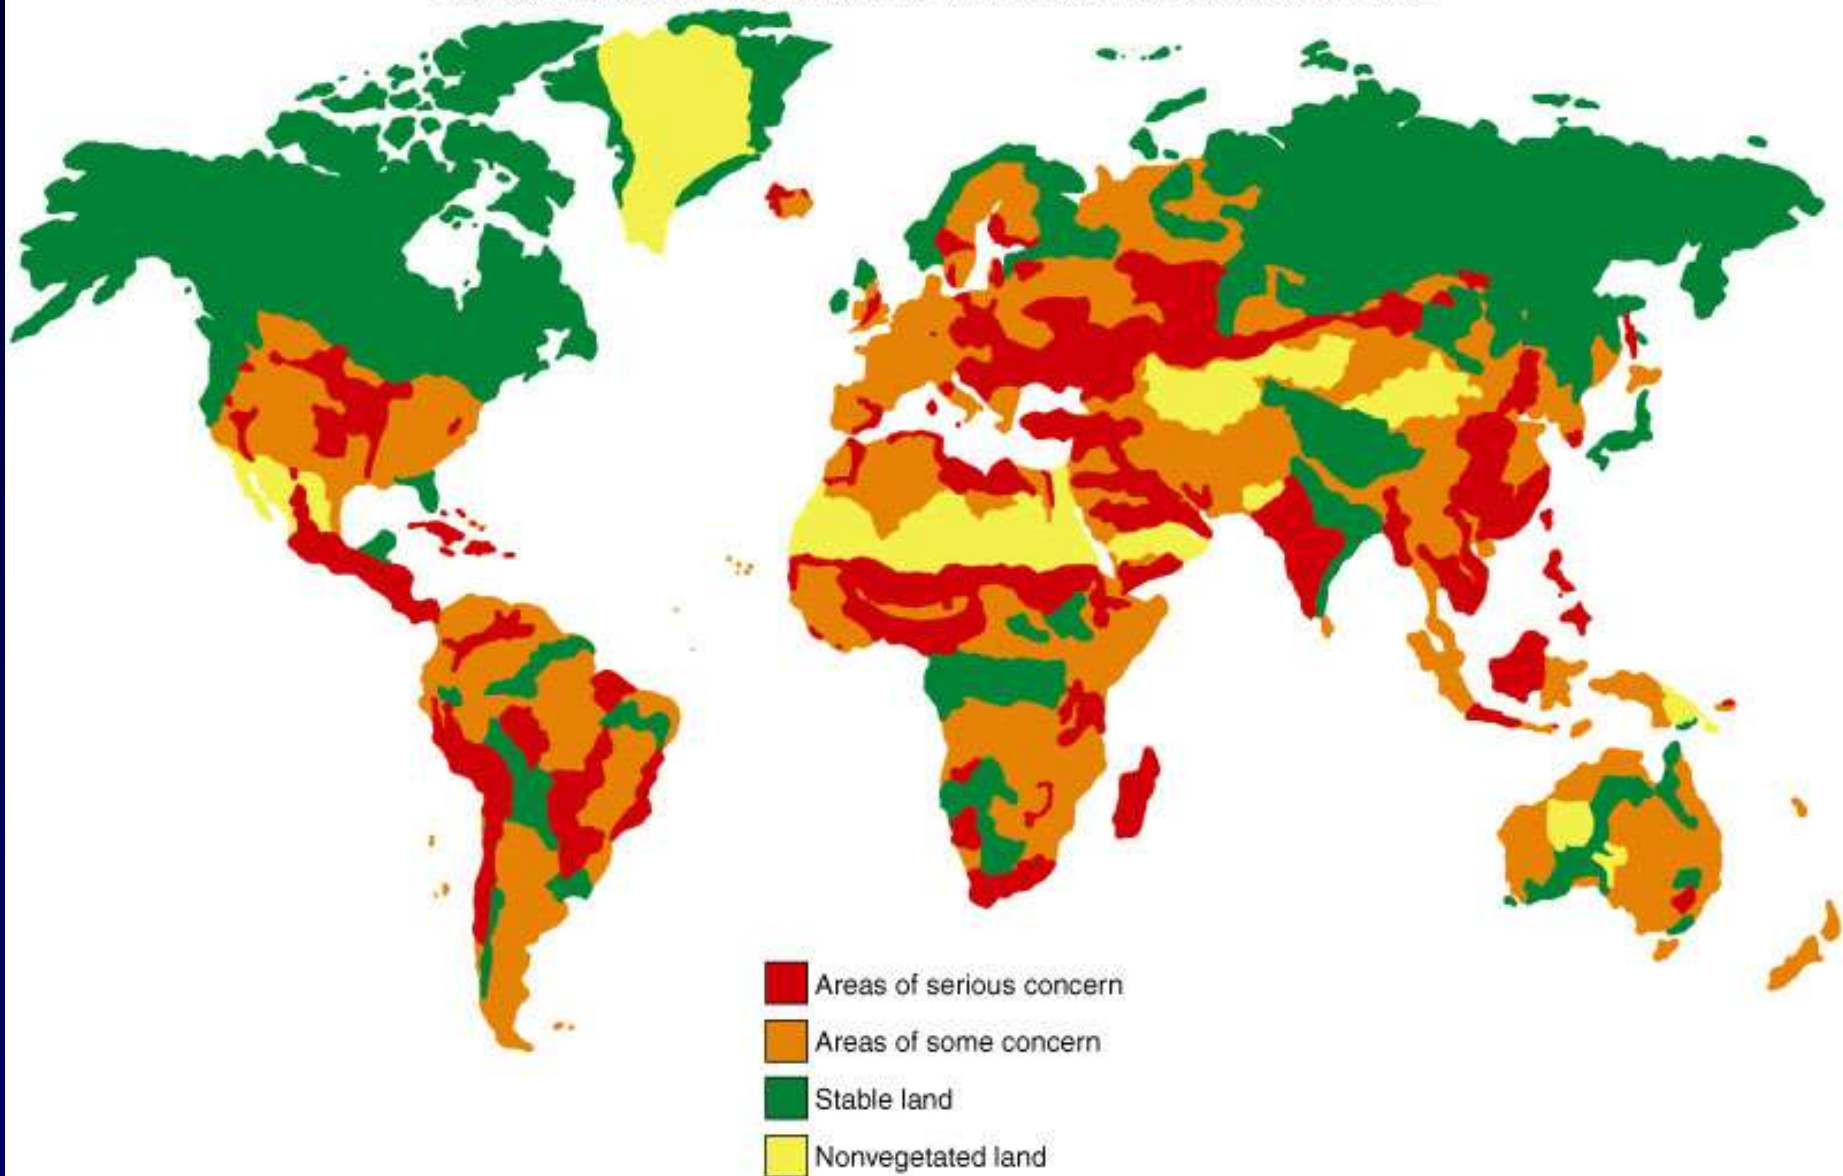 Areas of serious concern
Areas of some concern
Stable land
Nonvegetated land